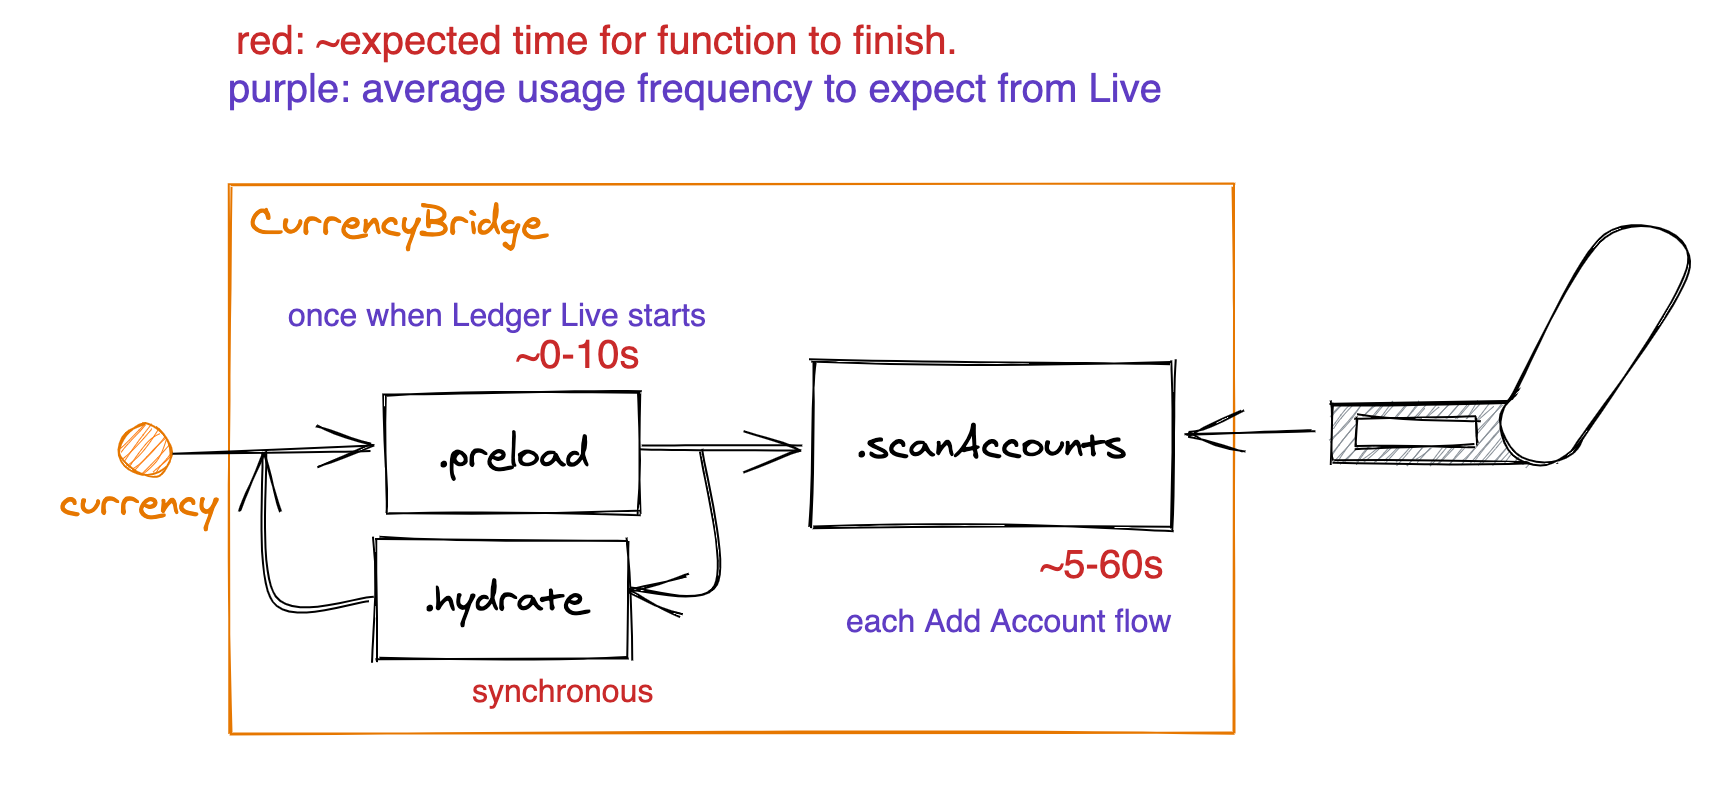 red: ~expected time for function to finish.
purple: average usage frequency to expect from Live
CurrencyBridge
once when Ledger Live starts
~0-10s
.preload
.scanAccounts
currency
.hydrate
~5-60s
each Add Account flow
synchronous